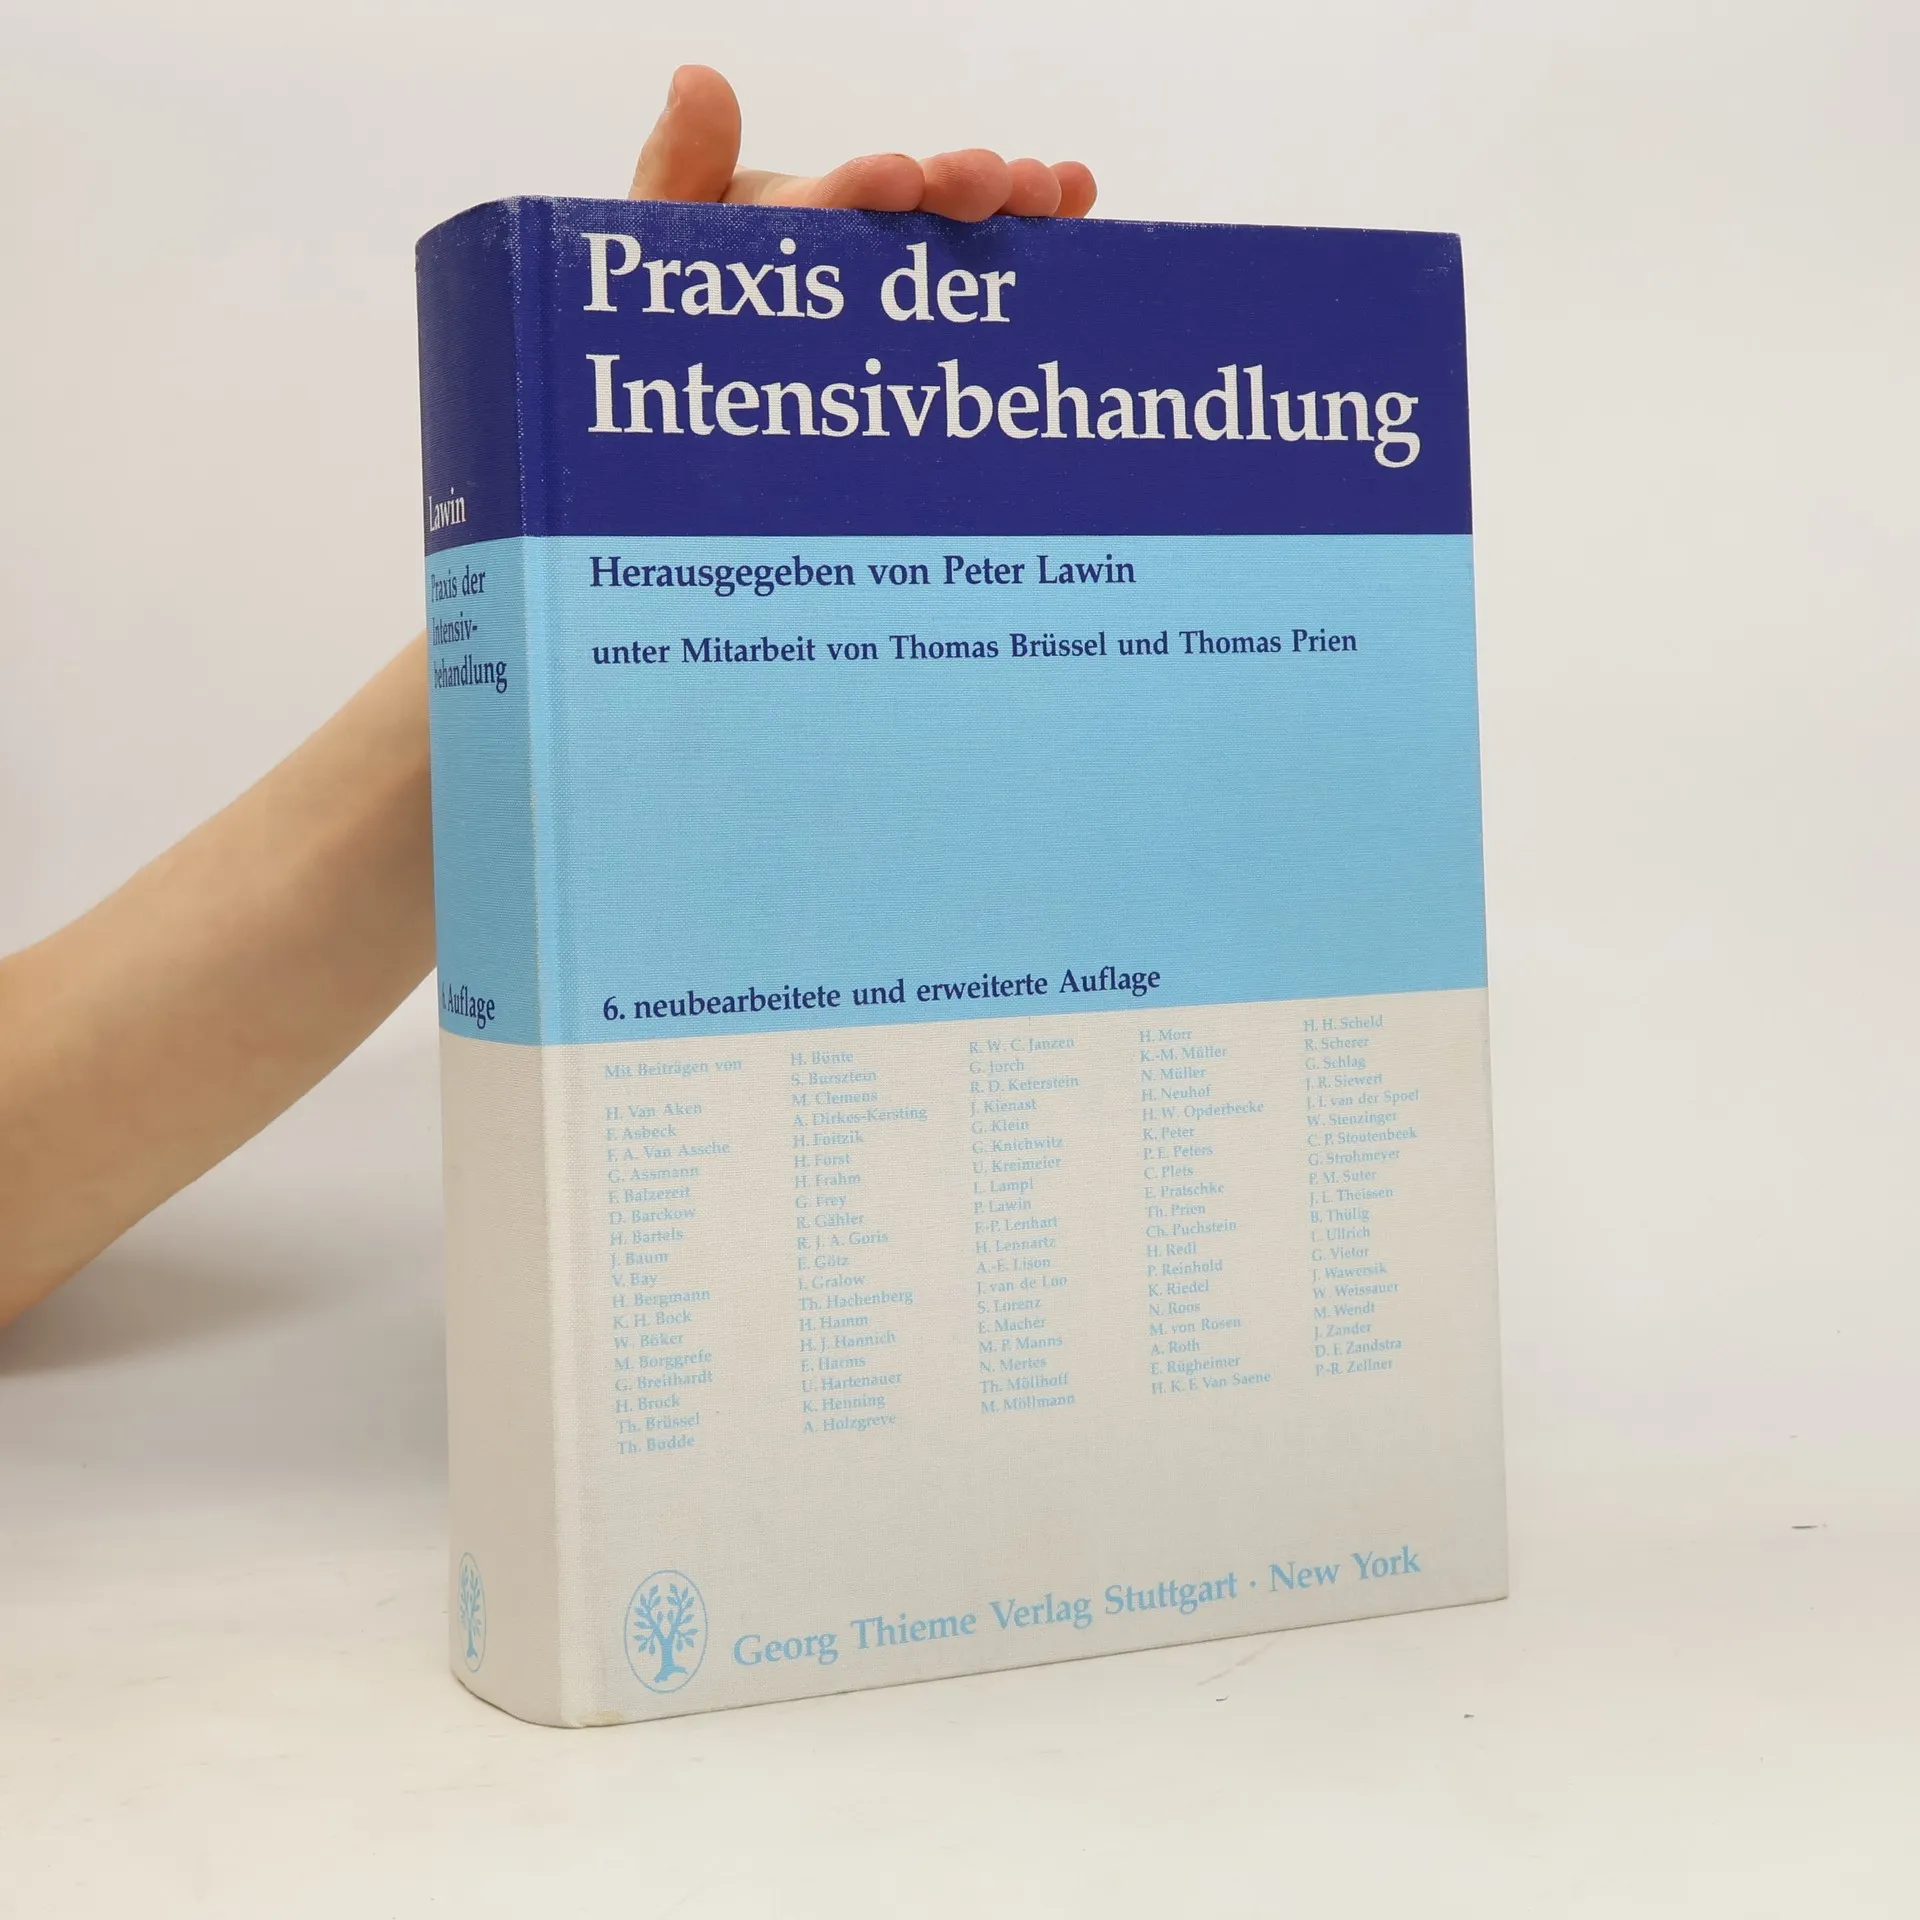 Lawin
Praxis der
Intensiv-
behandlung
6. Auflage
Praxis der
Intensivbehandlung
Herausgegeben von Peter Lawin
unter Mitarbeit von Thomas Brüssel und Thomas Prien
6. neubearbeitete und erweiterte Auflage
Mit Beiträgen von
H. Van Aken
F. Asbeck
F. A. Van Assche
G. Assmann
F. Balzereit
D. Barckow
H. Bartels
J. Baum
V. Bay
H. Bergmann
K. H. Bock
W. Böker
M. Borggrefe
G. Breithardt
H. Brock
Th. Brüssel
Th. Budde
H. Bünte
S. Bursztein
M. Clemens
A. Dirkes-Kersting
H. Foitzik
H. Forst
H. Frahm
G. Frey
R. Gähler
R. J. A. Goris
E. Götz
I. Gralow
Th. Hachenberg
H. Hamm
H. J. Hannich
E. Harms
U. Hartenauer
K. Henning
A. Holzgreve
R. W. C. Janzen
G. Jorch
R. D. Keferstein
J. Kienast
G. Klein
G. Knichwitz
U. Kreimeier
L. Lampl
P. Lawin
F.-P. Lenhart
H. Lennartz
A.-E. Lison
J. van de Loo
S. Lorenz
E. Macher
M. P. Manns
N. Mertes
Th. Möllhoff
M. Möllmann
H. Morr
K.-M. Müller
N. Müller
H. Neuhof
H. W. Opderbecke
K. Peter
P. E. Peters
C. Plets
E. Pratschke
Th. Prien
Ch. Puchstein
H. Redl
P. Reinhold
K. Riedel
N. Roos
M. von Rosen
A. Roth
E. Rügheimer
H. K. F. Van Saene
H. H. Scheld
R. Scherer
G. Schlag
J. R. Siewert
J. I. van der Spoel
W. Stenzinger
C. P. Stoutenbeek
G. Strohmeyer
P. M. Suter
J. L. Theissen
B. Thülig
L. Ullrich
G. Vietor
J. Wawersik
W. Weissauer
M. Wendt
J. Zander
D. F. Zandstra
P.-R. Zellner
Georg Thieme Verlag Stuttgart · New York